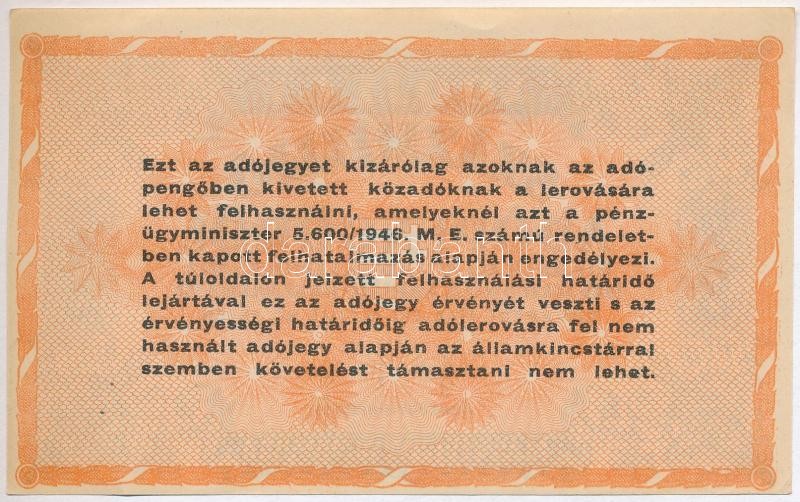 Ezt az adójegyet kizárólag azoknak az adó-
pengőben kivetett közadóknak a lerovására
lehet felhasználni, amelyeknél azt a pénz-
ügyminiszter 5.600/1946. M. E. számú rendelet-
ben kapott felhatalmazás alapján engedélyezi.
A túloldalon jelzett felhasználási határidő
lejártával ez az adójegy érvényét veszti s az
érvényességi határidőig adólerovásra fel nem
használt adójegy alapján az államkincstárral
szemben követelést támasztani nem lehet.
darabanth